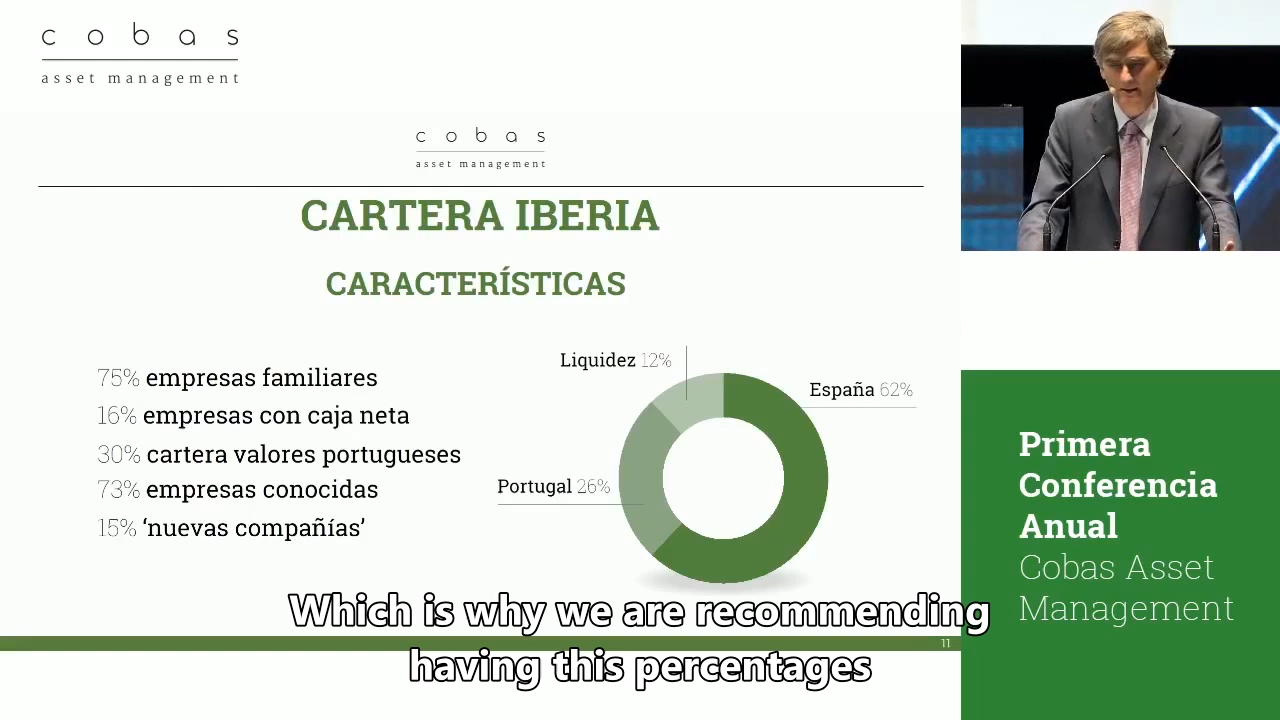 cobas
asset management
cobas
asset management
CARTERA IBERIA
CARACTERÍSTICAS
75% empresas familiares
16% empresas con caja neta
30% cartera valores portugueses
73% empresas conocidas
15% ‘nuevas compañías’
Liquidez 12%
España 62%
Portugal 26%
11
Primera
Conferencia
Anual
Cobas Asset
Management
Which is why we are recommending
having this percentages